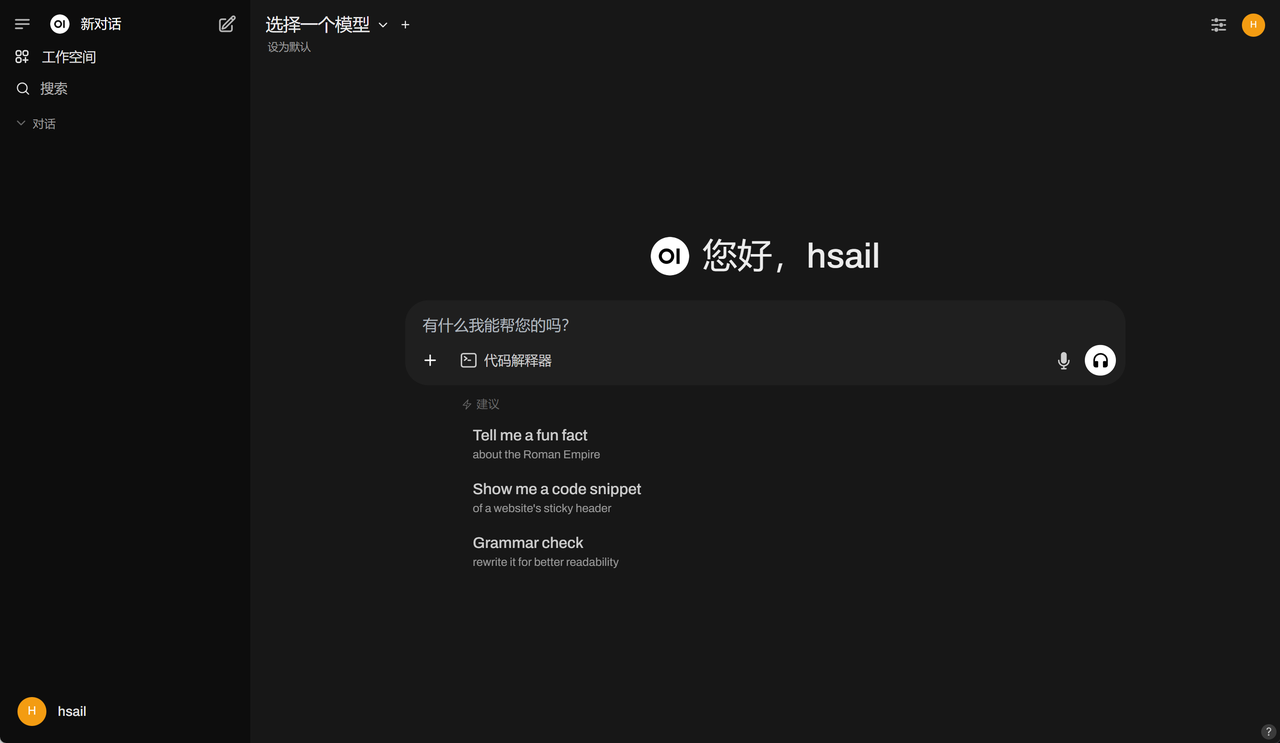 OI 新对话
工作空间
搜索
对话
选择一个模型
设为默认
H
OI 您好，hsail
有什么我能帮您的吗？
代码解释器
建议
Tell me a fun fact
about the Roman Empire
Show me a code snippet
of a website's sticky header
Grammar check
rewrite it for better readability
H hsail
?